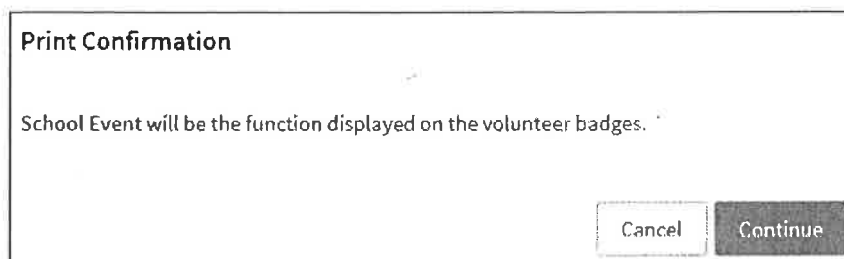 Print Confirmation
School Event will be the function displayed on the volunteer badges.
Cancel Continue